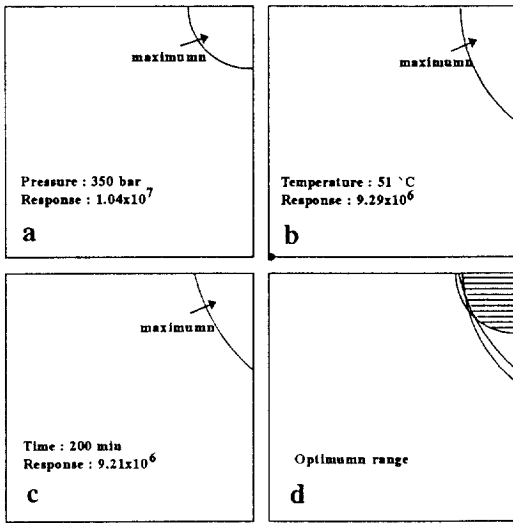 maximumn
Pressure : 350 bar
Response : 1.04x10^7
a
maximumn
Temperature : 51 `C
Response : 9.29x10^6
b
maximumn
Time : 200 min
Response : 9.21x10^6
c
Optimumn range
d